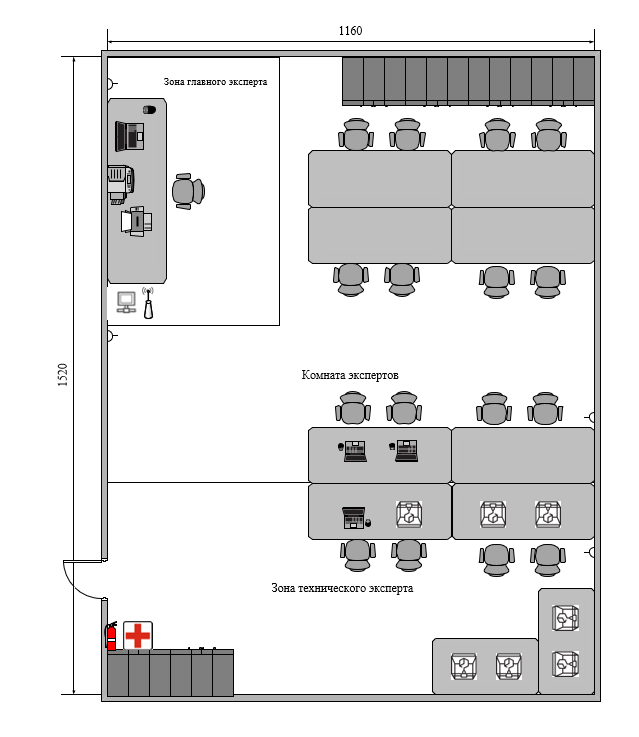 1160
Зона главного эксперта
1520
Комната экспертов
Зона технического эксперта